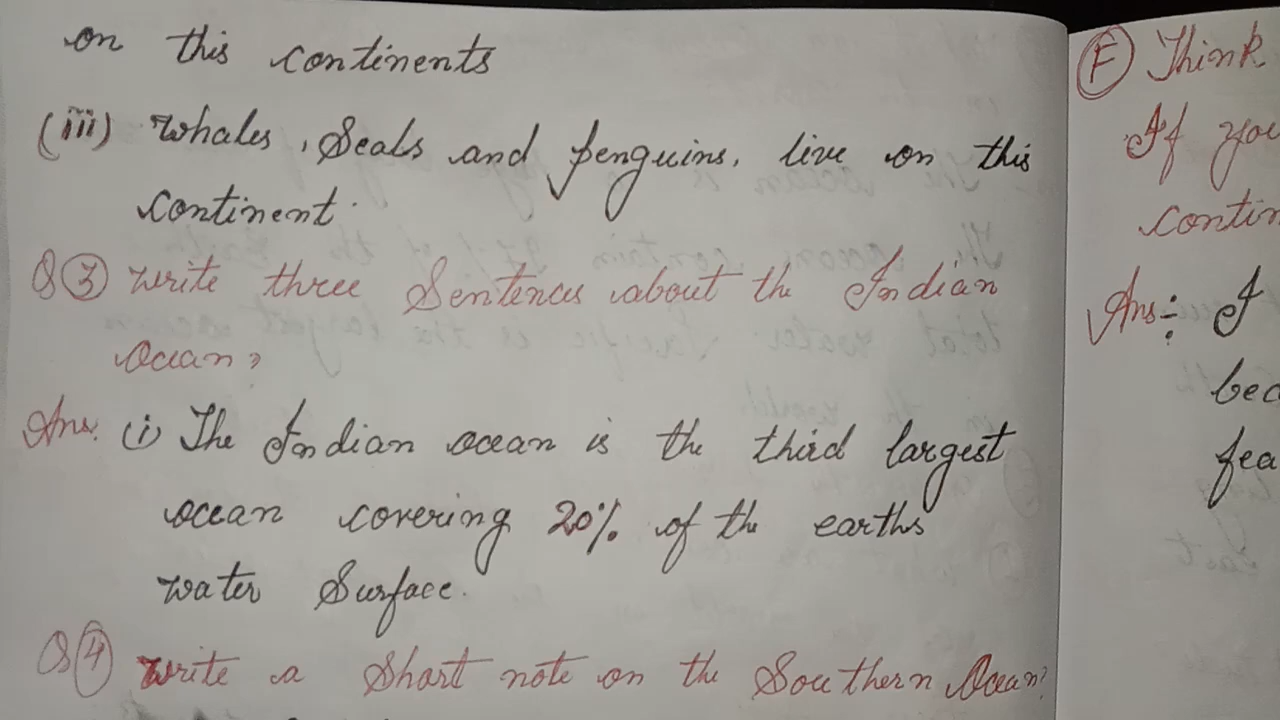 on this continents
(iii) Whales, Seals and penguins, live on this
continent.
Q③ Write three Sentences about the Indian
Ocean?
Ans. (i) The Indian ocean is the third largest
ocean covering 20% of the earths
water Surface.
Q④ Write a Short note on the Southern Ocean?
Ⓕ Think
If you
contin
Ans÷ I
bec
fea